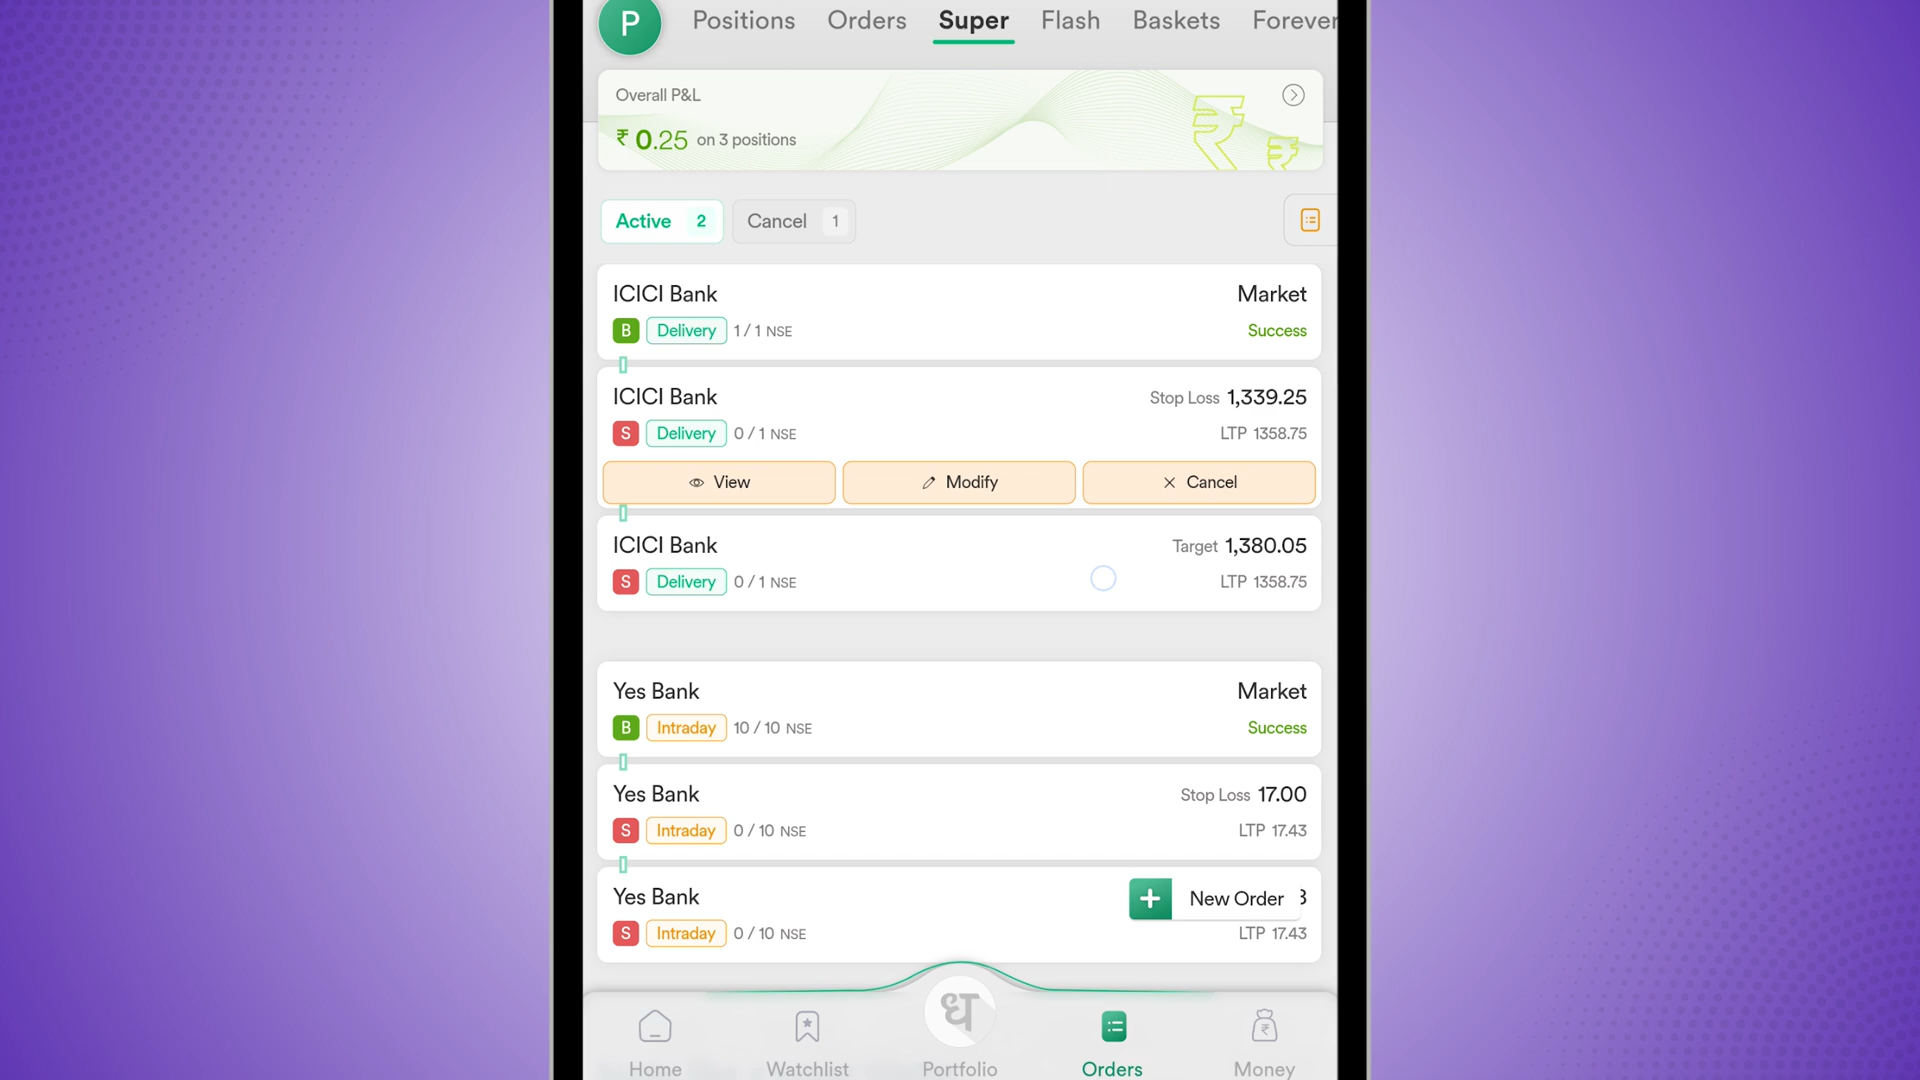 P Positions Orders Super Flash Baskets Forever
Overall P&L
₹ 0.25 on 3 positions
Active 2 Cancel 1
ICICI Bank Market
B Delivery 1 / 1 NSE Success
ICICI Bank Stop Loss 1,339.25
S Delivery 0 / 1 NSE LTP 1358.75
View Modify Cancel
ICICI Bank Target 1,380.05
S Delivery 0 / 1 NSE LTP 1358.75
Yes Bank Market
B Intraday 10 / 10 NSE Success
Yes Bank Stop Loss 17.00
S Intraday 0 / 10 NSE LTP 17.43
Yes Bank New Order
S Intraday 0 / 10 NSE LTP 17.43
ध
Home Watchlist Portfolio Orders Money